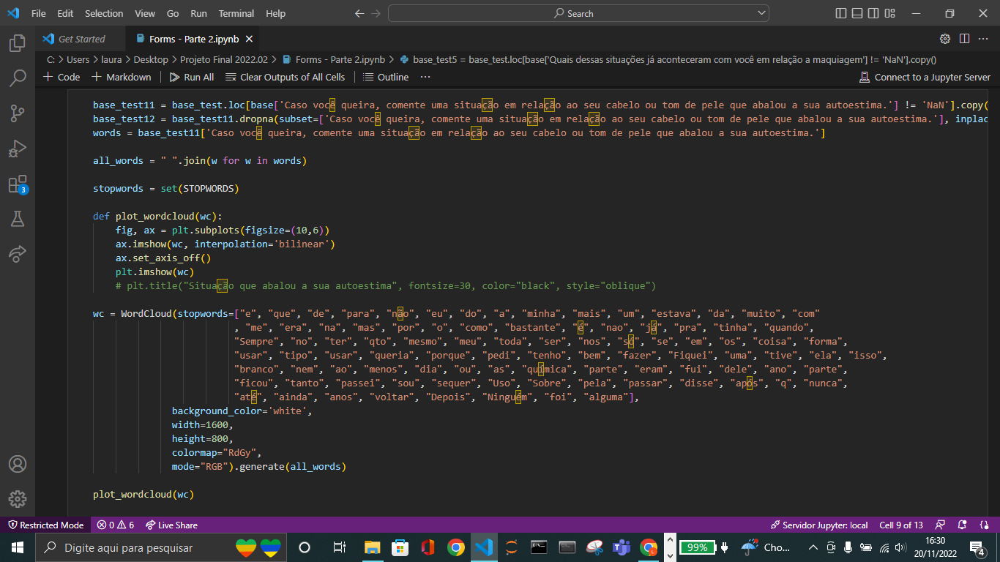 File Edit Selection View Go Run Terminal Help Search
Get Started Forms - Parte 2.ipynb
C: > Users > laura > Desktop > Projeto Final 2022.02 > Forms - Parte 2.ipynb > base_test5 = base_test.loc[base['Quais dessas situações já aconteceram com você em relação a maquiagem'] != 'NaN'].copy()
+ Code + Markdown Run All Clear Outputs of All Cells Outline ... Connect to a Jupyter Server
base_test11 = base_test.loc[base['Caso você queira, comente uma situação em relação ao seu cabelo ou tom de pele que abalou a sua autoestima.'] != 'NaN'].copy(
base_test12 = base_test11.dropna(subset=['Caso você queira, comente uma situação em relação ao seu cabelo ou tom de pele que abalou a sua autoestima.'], inplac
words = base_test11['Caso você queira, comente uma situação em relação ao seu cabelo ou tom de pele que abalou a sua autoestima.']
all_words = " ".join(w for w in words)
stopwords = set(STOPWORDS)
def plot_wordcloud(wc):
fig, ax = plt.subplots(figsize=(10,6))
ax.imshow(wc, interpolation='bilinear')
ax.set_axis_off()
plt.imshow(wc)
# plt.title("Situação que abalou a sua autoestima", fontsize=30, color="black", style="oblique")
wc = WordCloud(stopwords=["e", "que", "de", "para", "não", "eu", "do", "a", "minha", "mais", "um", "estava", "da", "muito", "com"
, "me", "era", "na", "mas", "por", "o", "como", "bastante", "é", "nao", "já", "pra", "tinha", "quando",
"Sempre", "no", "ter", "qto", "mesmo", "meu", "toda", "ser", "nos", "só", "se", "em", "os", "coisa", "forma",
"usar", "tipo", "usar", "queria", "porque", "pedi", "tenho", "bem", "fazer", "Fiquei", "uma", "tive", "ela", "isso",
"branco", "nem", "ao", "menos", "dia", "ou", "as", "química", "parte", "eram", "fui", "dele", "ano", "parte",
"ficou", "tanto", "passei", "sou", "sequer", "Uso", "Sobre", "pela", "passar", "disse", "após", "q", "nunca",
"até", "ainda", "anos", "voltar", "Depois", "Ninguém", "foi", "alguma"],
background_color='white',
width=1600,
height=800,
colormap="RdGy",
mode="RGB").generate(all_words)
plot_wordcloud(wc)
3
Restricted Mode 0 6 Live Share Servidor Jupyter: local Cell 9 of 13
Digite aqui para pesquisar 99% Cho... 16:30
20/11/2022 4